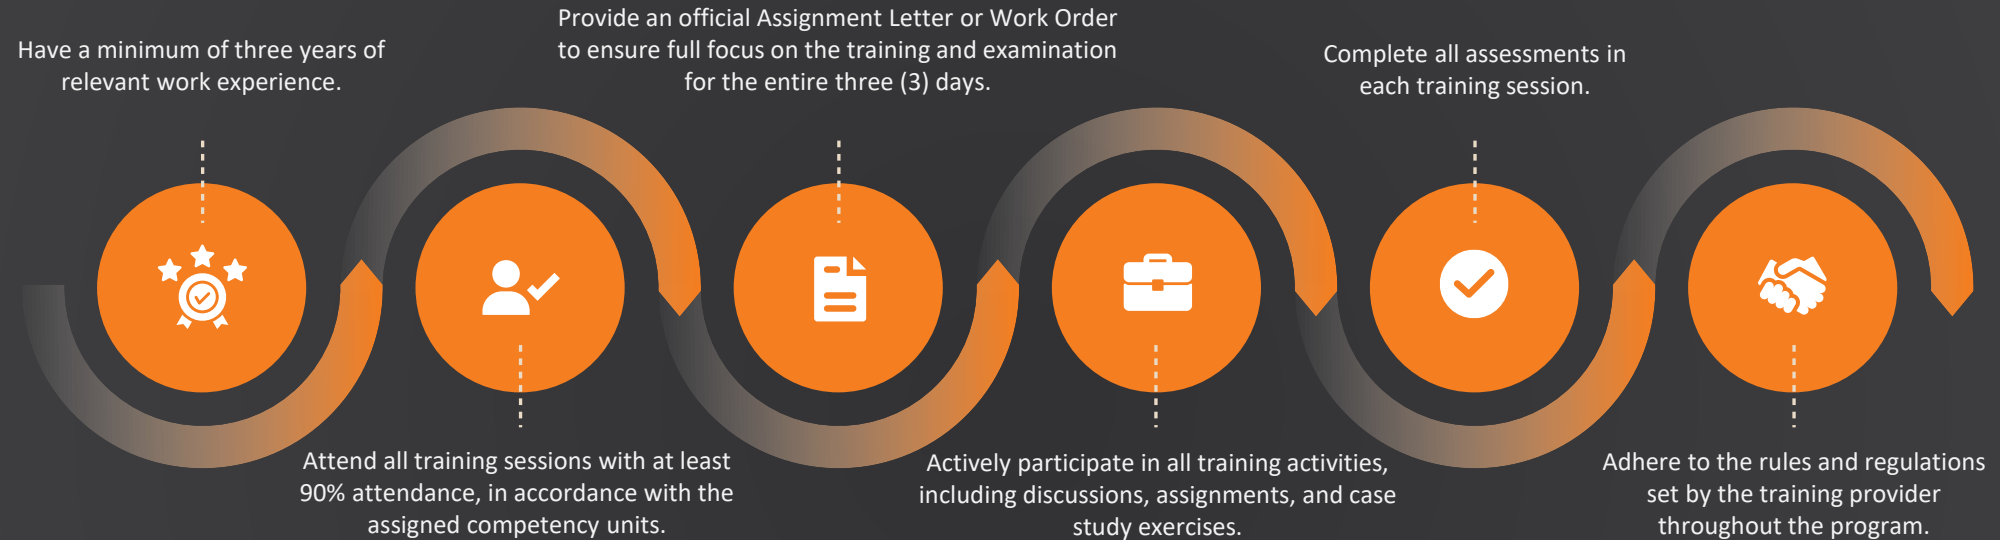 Have a minimum of three years of
relevant work experience.
Attend all training sessions with at least
90% attendance, in accordance with the
assigned competency units.
Provide an official Assignment Letter or Work Order
to ensure full focus on the training and examination
for the entire three (3) days.
Actively participate in all training activities,
including discussions, assignments, and case
study exercises.
Complete all assessments in
each training session.
Adhere to the rules and regulations
set by the training provider
throughout the program.